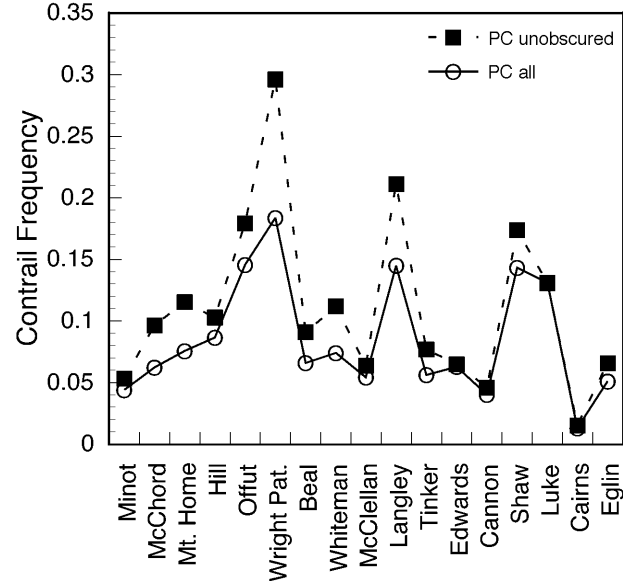 0.35
0.3
0.25
0.2
0.15
0.1
0.05
0
Contrail Frequency
PC unobscured
PC all
Minot
McChord
Mt. Home
Hill
Offut
Wright Pat.
Beal
Whiteman
McClellan
Langley
Tinker
Edwards
Cannon
Shaw
Luke
Cairns
Eglin